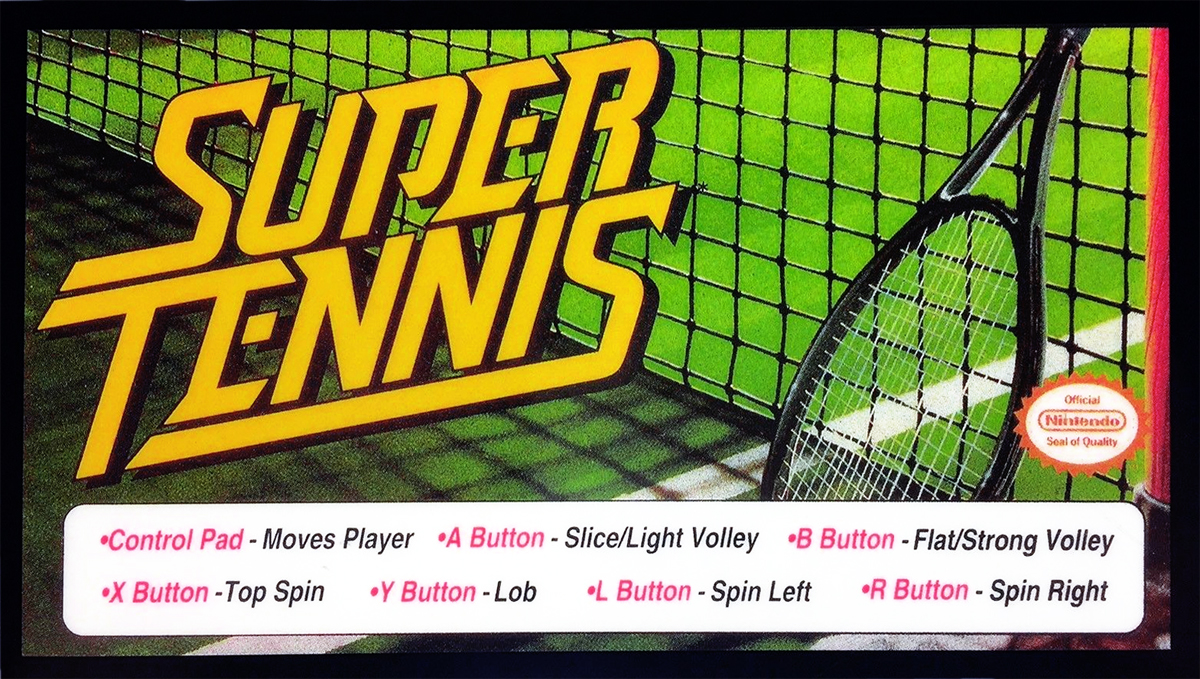 SUPER
TENNIS™
Official
Nintendo
Seal of Quality
•Control Pad - Moves Player •A Button - Slice/Light Volley •B Button - Flat/Strong Volley
•X Button - Top Spin •Y Button - Lob •L Button - Spin Left •R Button - Spin Right